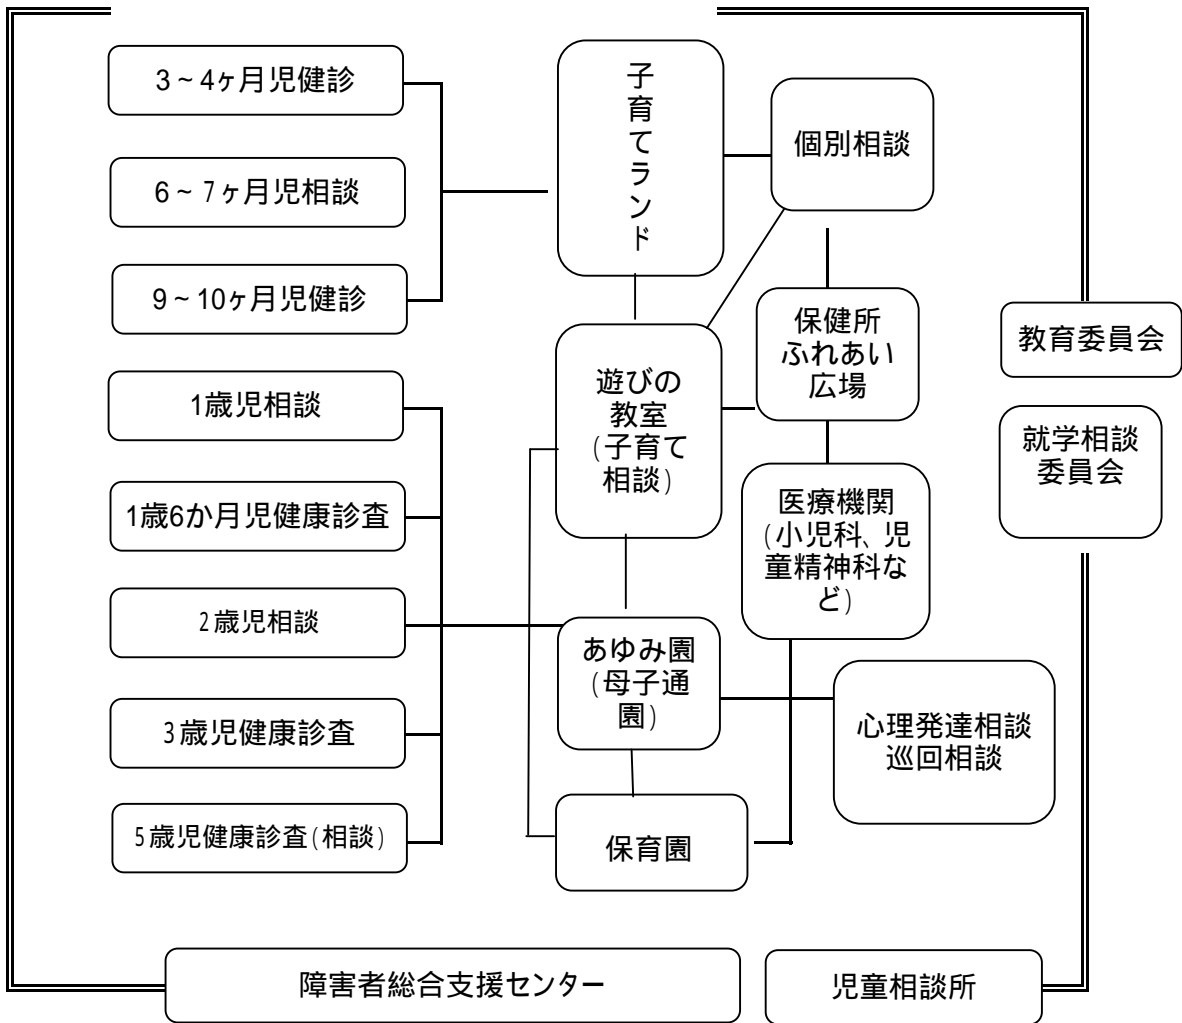 3～4ヶ月児健診
6～7ヶ月児相談
9～10ヶ月児健診
1歳児相談
1歳6か月児健康診査
2歳児相談
3歳児健康診査
5歳児健康診査(相談)
子
育
て
ラ
ン
ド
個別相談
遊びの
教室
(子育て
相談)
保健所
ふれあい
広場
医療機関
(小児科、児
童精神科な
ど)
あゆみ園
(母子通
園)
心理発達相談
巡回相談
保育園
教育委員会
就学相談
委員会
障害者総合支援センター
児童相談所